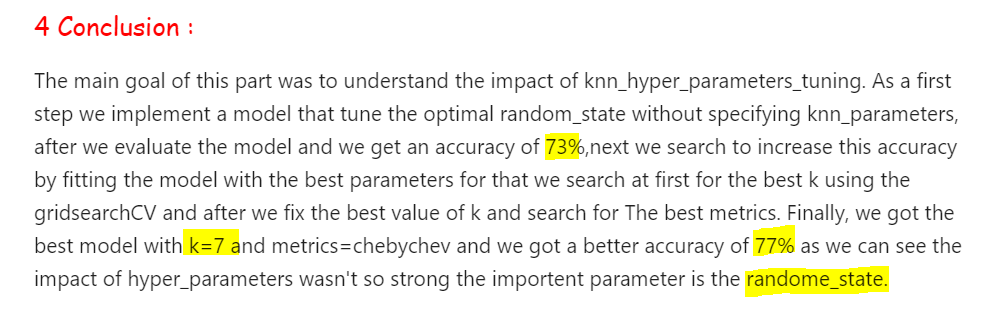 4 Conclusion :
The main goal of this part was to understand the impact of knn_hyper_parameters_tuning. As a first
step we implement a model that tune the optimal random_state without specifying knn_parameters,
after we evaluate the model and we get an accuracy of 73%,next we search to increase this accuracy
by fitting the model with the best parameters for that we search at first for the best k using the
gridsearchCV and after we fix the best value of k and search for The best metrics. Finally, we got the
best model with k=7 and metrics=chebychev and we got a better accuracy of 77% as we can see the
impact of hyper_parameters wasn't so strong the importent parameter is the randome_state.